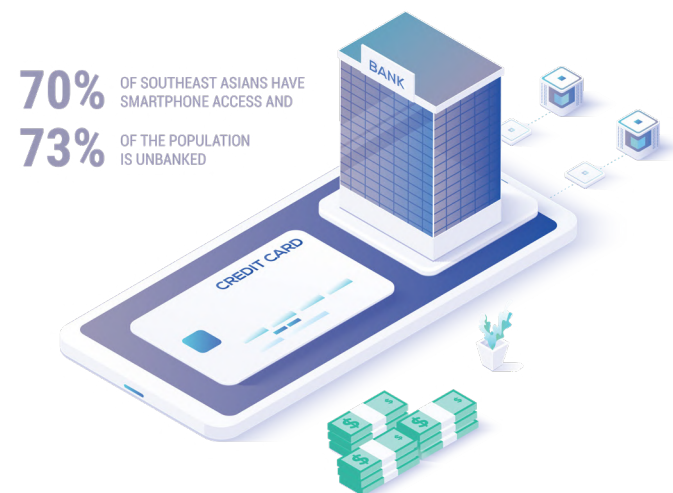 70% OF SOUTHEAST ASIANS HAVE
SMARTPHONE ACCESS AND
73% OF THE POPULATION
IS UNBANKED
BANK
CREDIT CARD
$
$
$
$
$
$